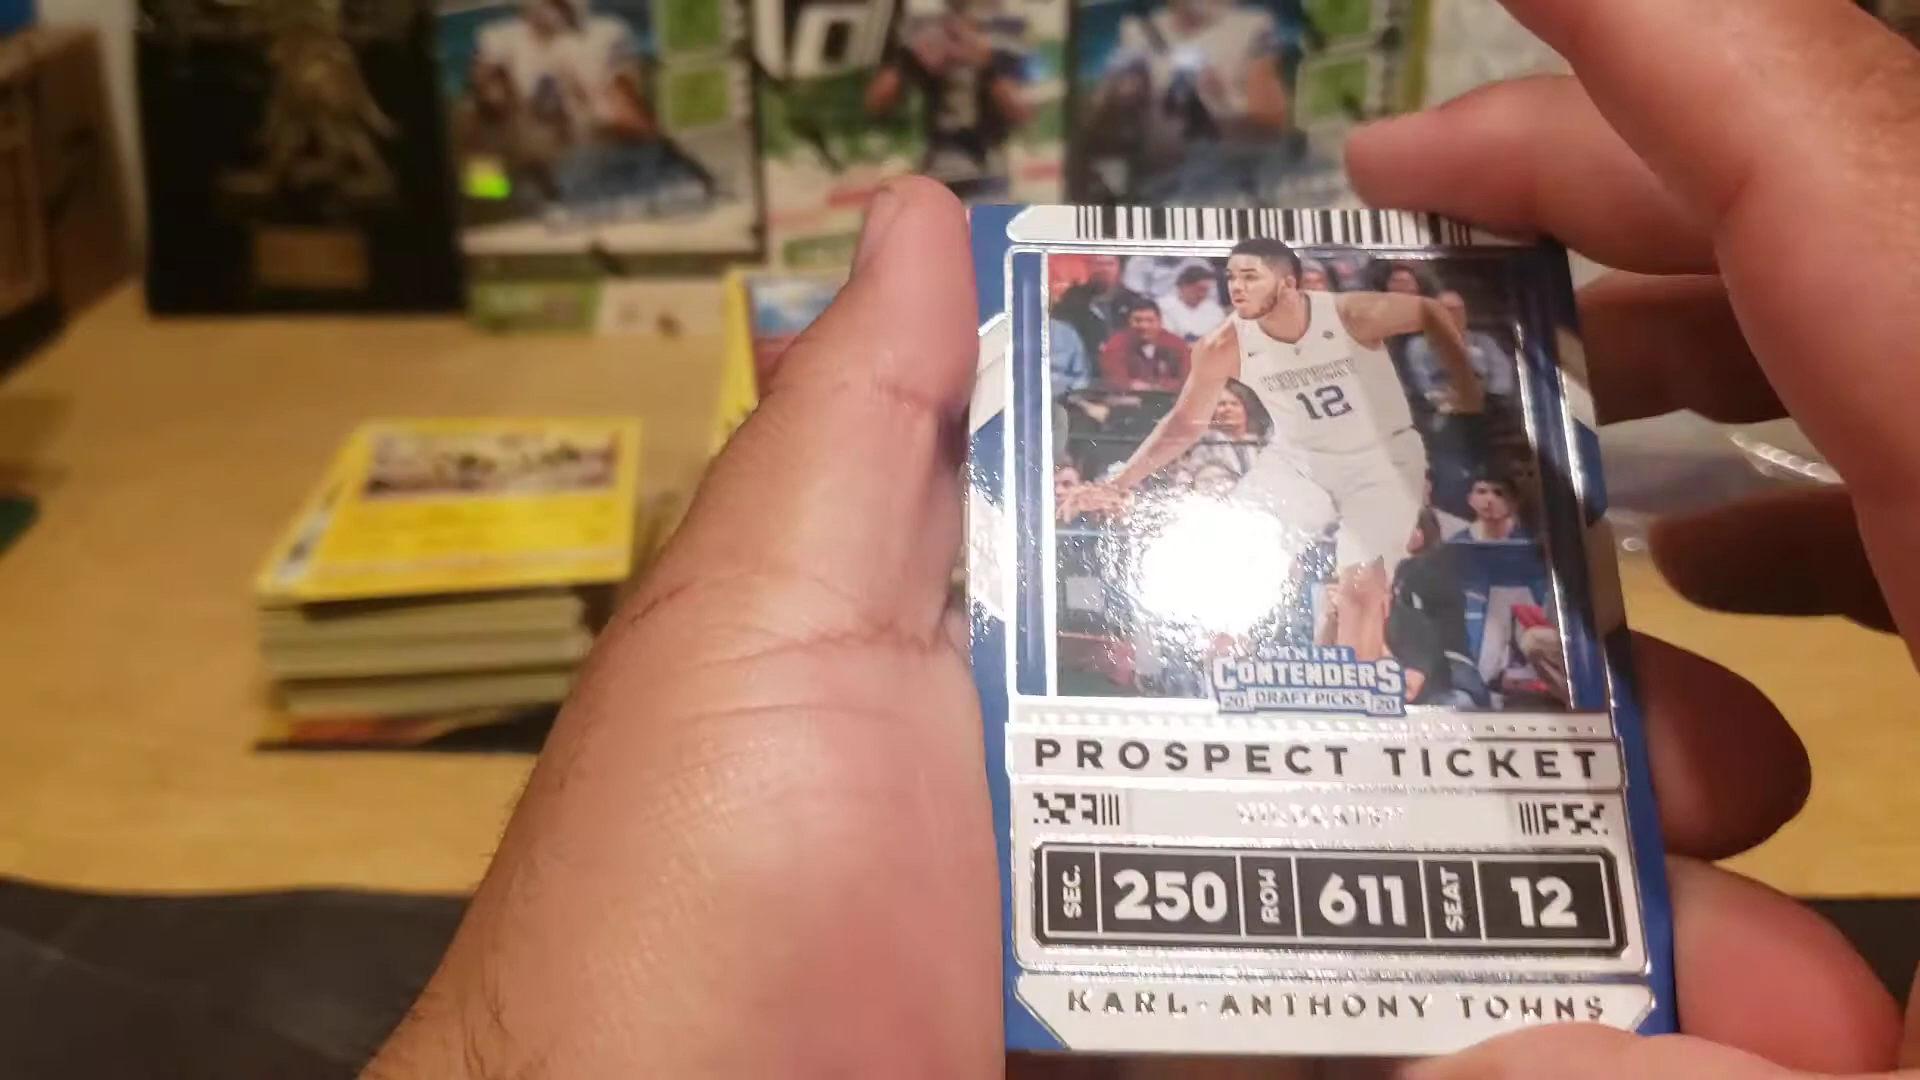 KENTUCKY
12
PANINI
CONTENDERS
20 DRAFT PICKS 20
PROSPECT TICKET
SEC. 250 ROW 611 SEAT 12
KARL-ANTHONY TOWNS